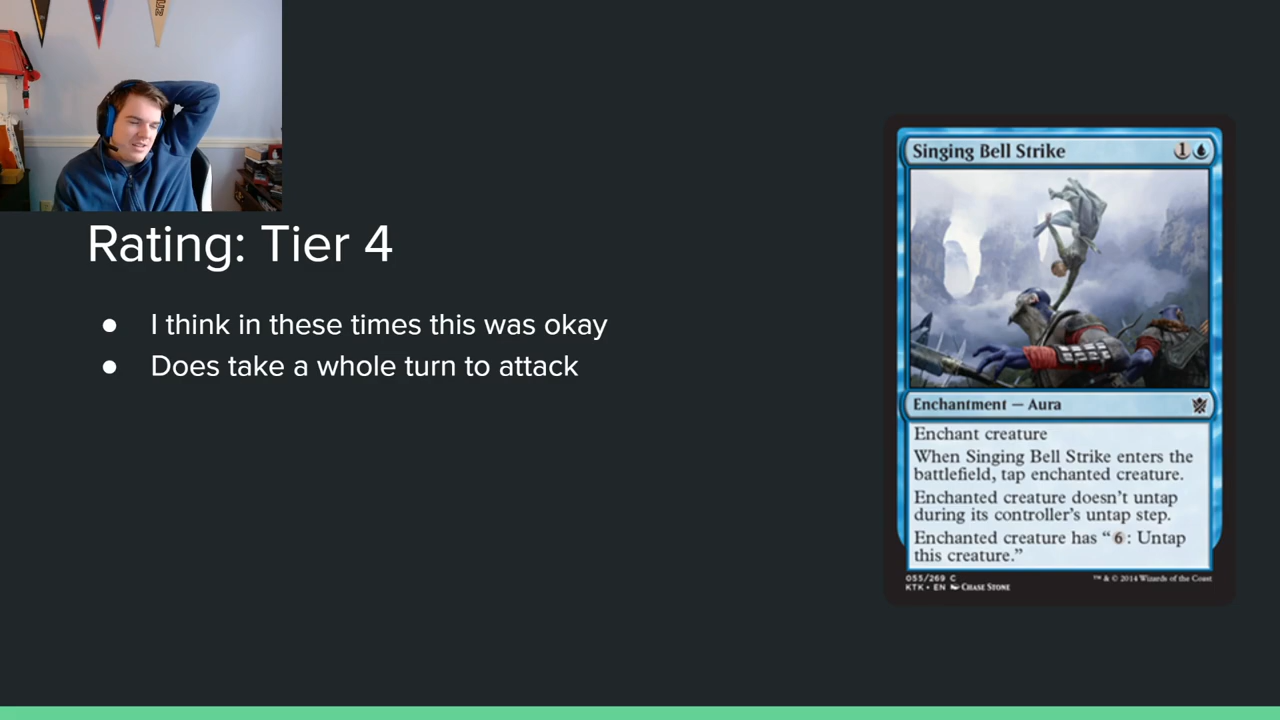 Rating: Tier 4
● I think in these times this was okay
● Does take a whole turn to attack
Singing Bell Strike 1
Enchantment — Aura
Enchant creature
When Singing Bell Strike enters the
battlefield, tap enchanted creature.
Enchanted creature doesn't untap
during its controller's untap step.
Enchanted creature has “6: Untap
this creature.”
055/269 C
KTK • EN CHASE STONE
™ & © 2014 Wizards of the Coast